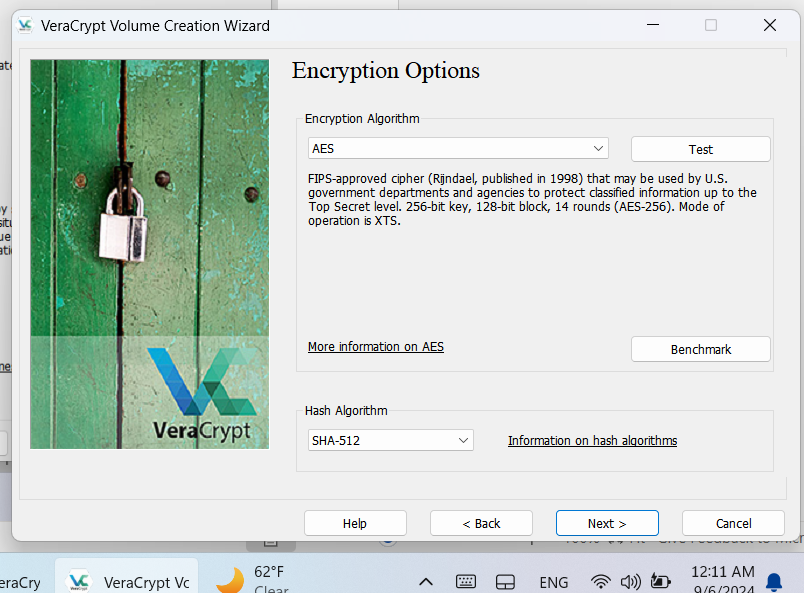 VeraCrypt Volume Creation Wizard
Encryption Options
Encryption Algorithm
AES
Test
FIPS-approved cipher (Rijndael, published in 1998) that may be used by U.S.
government departments and agencies to protect classified information up to the
Top Secret level. 256-bit key, 128-bit block, 14 rounds (AES-256). Mode of
operation is XTS.
More information on AES
Benchmark
VeraCrypt
Hash Algorithm
SHA-512
Information on hash algorithms
Help
< Back
Next >
Cancel
eraCry
VeraCrypt Vc
62°F
Clear
ENG
12:11 AM
9/6/2024